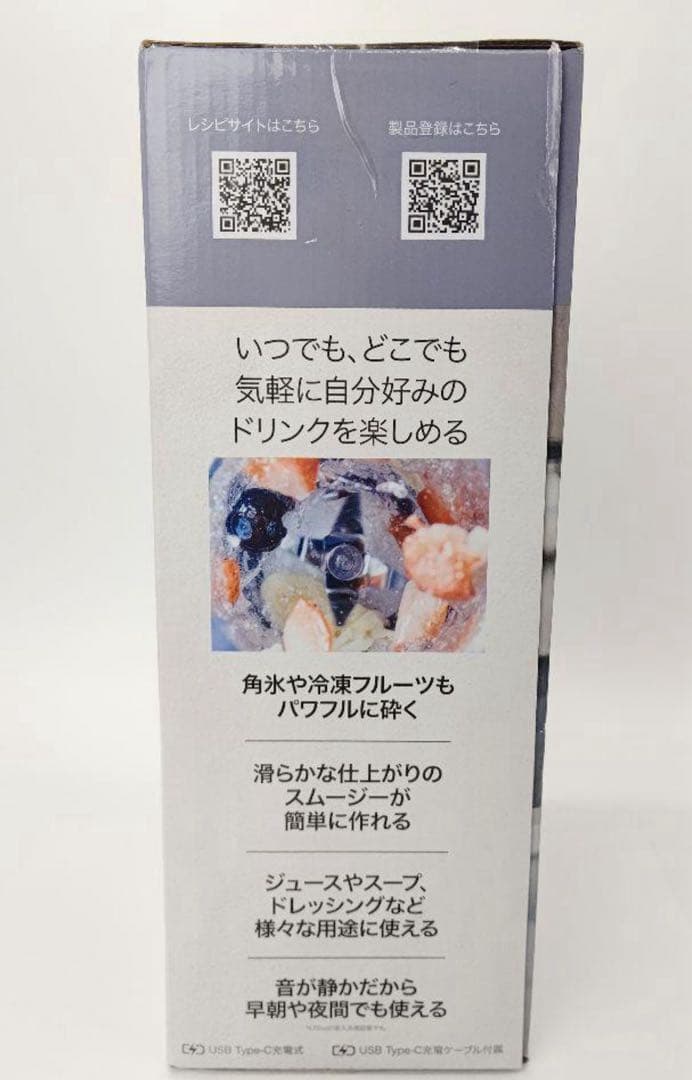 レシピサイトはこちら
製品登録はこちら
いつでも、どこでも
気軽に自分好みの
ドリンクを楽しめる
角氷や冷凍フルーツも
パワフルに砕く
滑らかな仕上がりの
スムージーが
簡単に作れる
ジュースやスープ、
ドレッシングなど
様々な用途に使える
音が静かだから
早朝や夜間でも使える
USB Type-C充電式
USB Type-C充電ケーブル付属